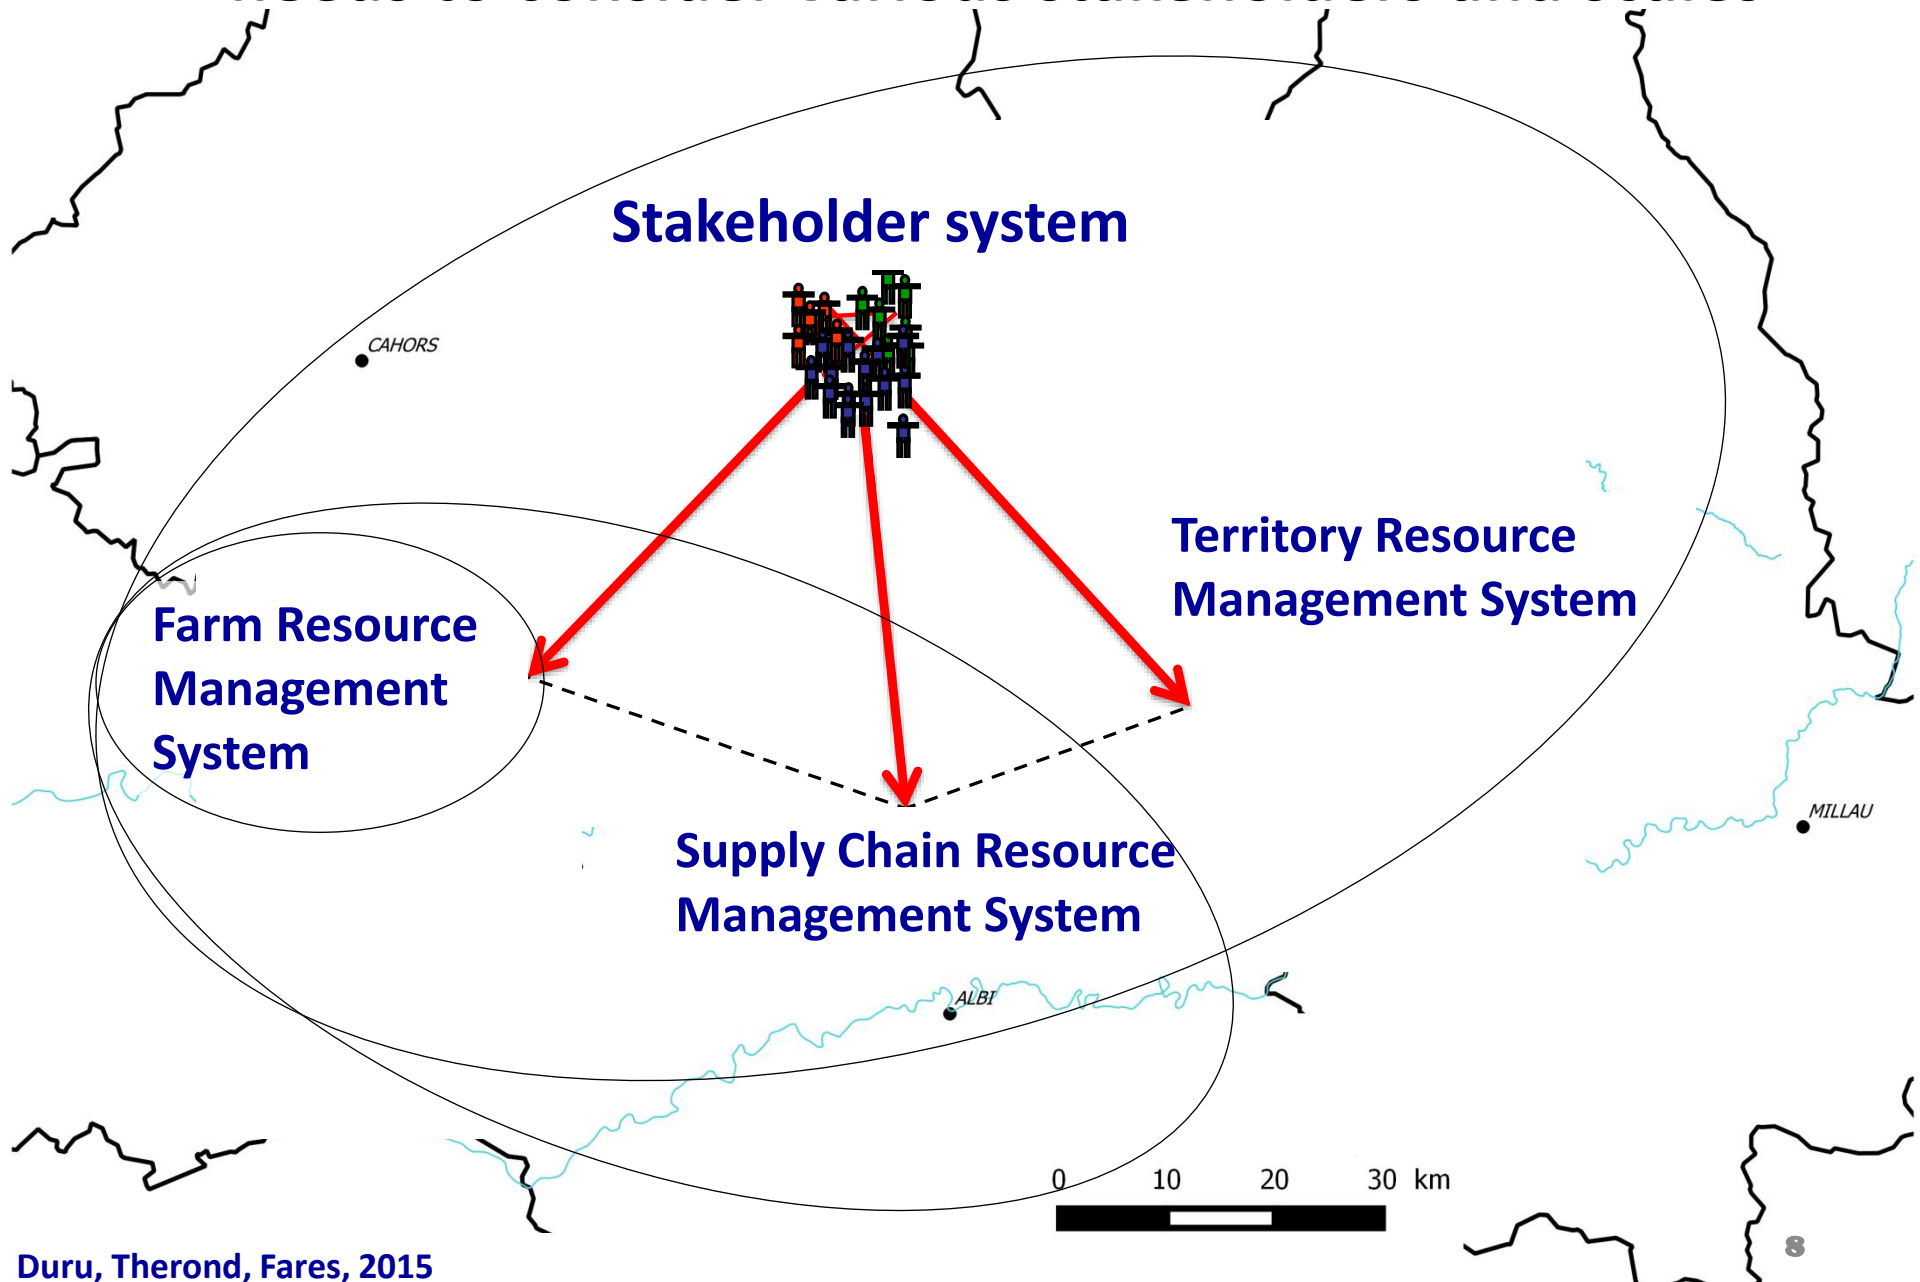 Stakeholder system
CAHORS
Territory Resource
Management System
Farm Resource
Management
System
MILLAU
Supply Chain Resource
Management System
ALBI
0 10 20 30 km
8
Duru, Therond, Fares, 2015